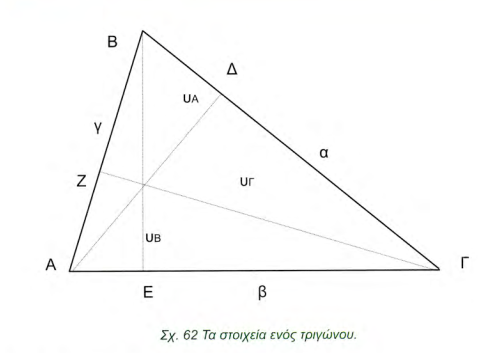 Β
Δ
υΑ
γ
α
Ζ
υΓ
υΒ
Α
Γ
Ε
β
Σχ. 62 Τα στοιχεία ενός τριγώνου.